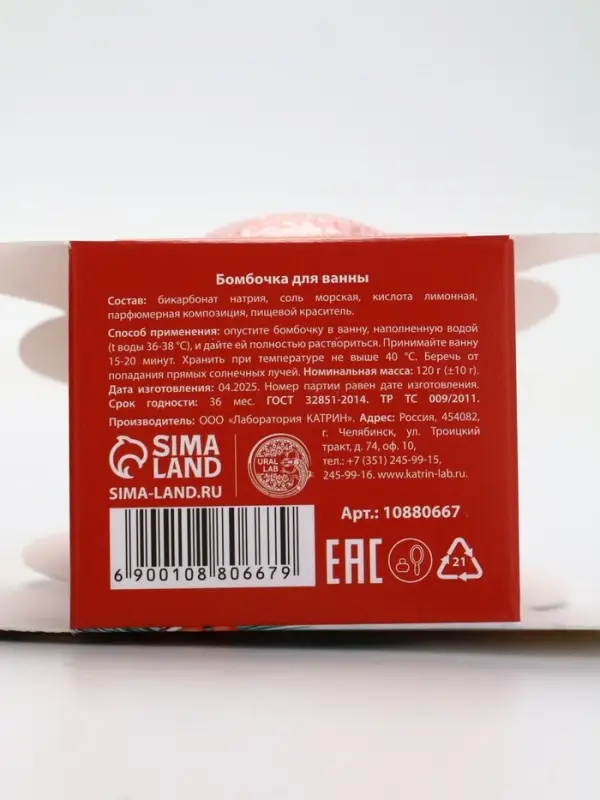 Бомбочка для ванны
Состав: бикарбонат натрия, соль морская, кислота лимонная,
парфюмерная композиция, пищевой краситель.
Способ применения: опустите бомбочку в ванну, наполненную водой
(t воды 36-38 °C), и дайте ей полностью раствориться. Принимайте ванну
15-20 минут. Хранить при температуре не выше 40 °C. Беречь от
попадания прямых солнечных лучей. Номинальная масса: 120 г (±10 г).
Дата изготовления: 04.2025. Номер партии равен дате изготовления.
Срок годности: 36 мес. ГОСТ 32851-2014. ТР ТС 009/2011.
Производитель: ООО «Лаборатория КАТРИН». Адрес: Россия, 454082,
г. Челябинск, ул. Троицкий
тракт, д. 74, оф. 10,
тел.: +7 (351) 245-99-15,
245-99-16. www.katrin-lab.ru.
SIMA
LAND
SIMA-LAND.RU
URAL
LAB
Арт.: 10880667
6 900108 806679
EAC
21